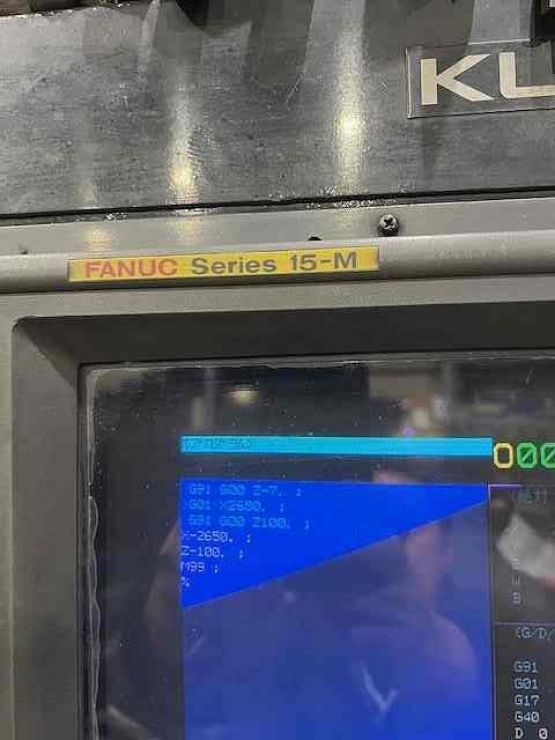 KL
FANUC Series 15-M
G91 G00 Z-7. ;
G01 X2650. ;
G91 G00 Z100. ;
X-2650. ;
Z-100. ;
M99 ;
%
W
B
(G/D/
G91
G01
G17
G40
D 0